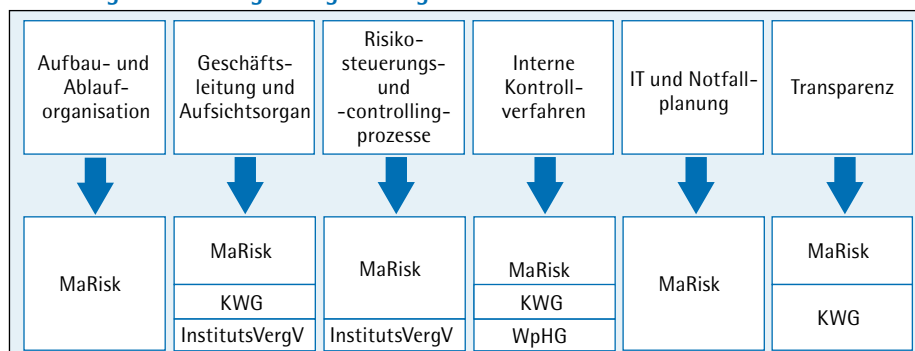 Aufbau- und
Ablauf-
organisation
Geschäfts-
leitung und
Aufsichtsorgan
Risiko-
steuerungs-
und
-controlling-
prozesse
Interne
Kontroll-
verfahren
IT und Notfall-
planung
Transparenz
MaRisk
MaRisk
KWG
InstitutsVergV
MaRisk
InstitutsVergV
MaRisk
KWG
WpHG
MaRisk
MaRisk
KWG